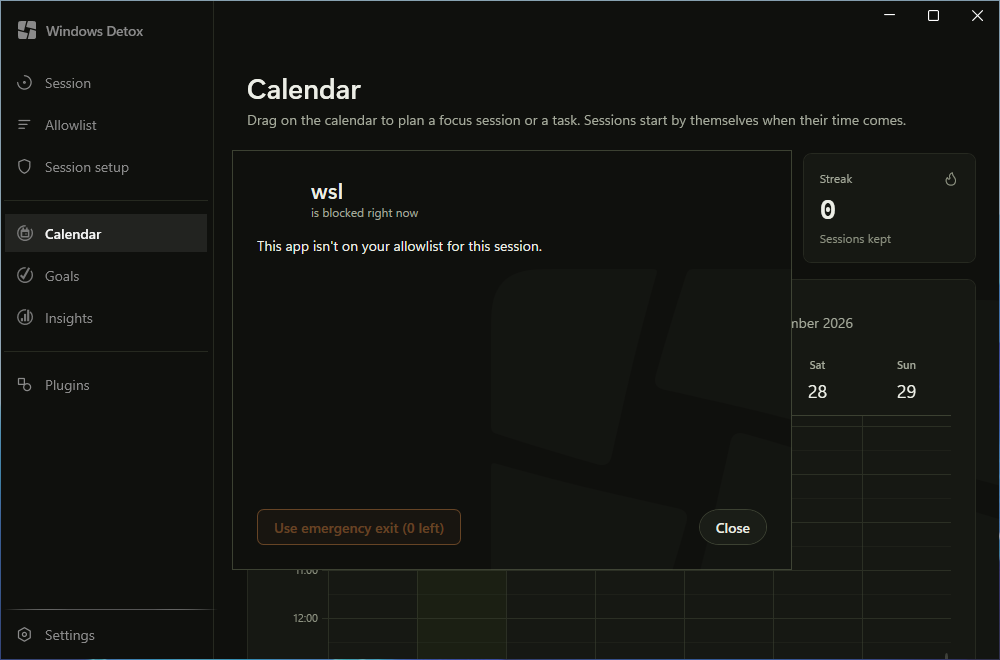 Windows Detox
Session
Allowlist
Session setup
Calendar
Goals
Insights
Plugins
Settings
Calendar
Drag on the calendar to plan a focus session or a task. Sessions start by themselves when their time comes.
wsl
is blocked right now
This app isn't on your allowlist for this session.
Use emergency exit (0 left)
Close
Streak
0
Sessions kept
mber 2026
Sat
Sun
28
29
11:00
12:00